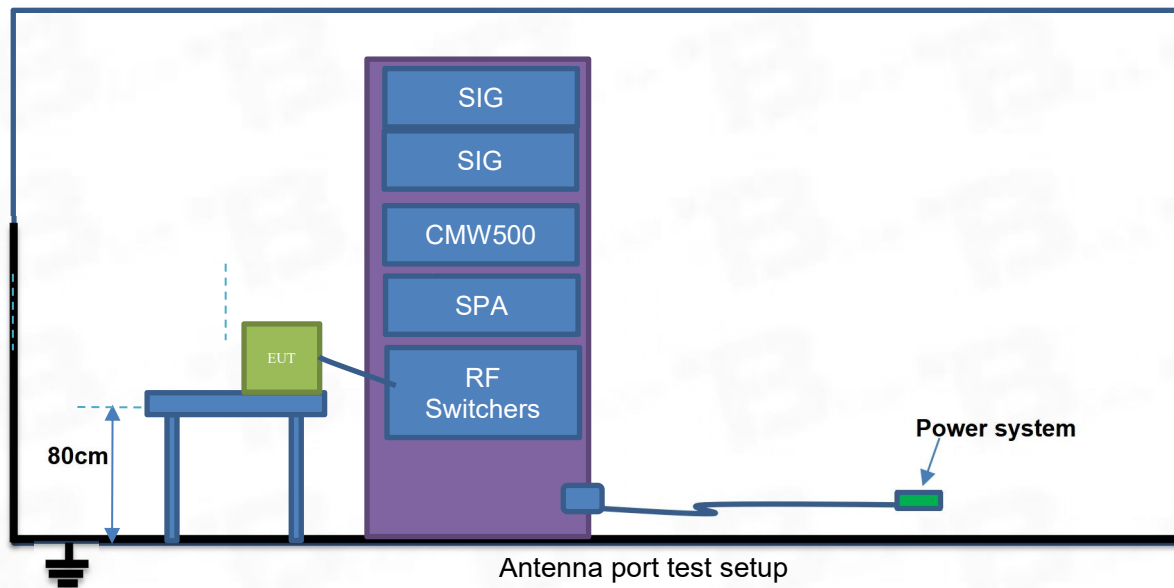 SIG
SIG
CMW500
SPA
EUT
RF
Switchers
80cm
Power system
Antenna port test setup